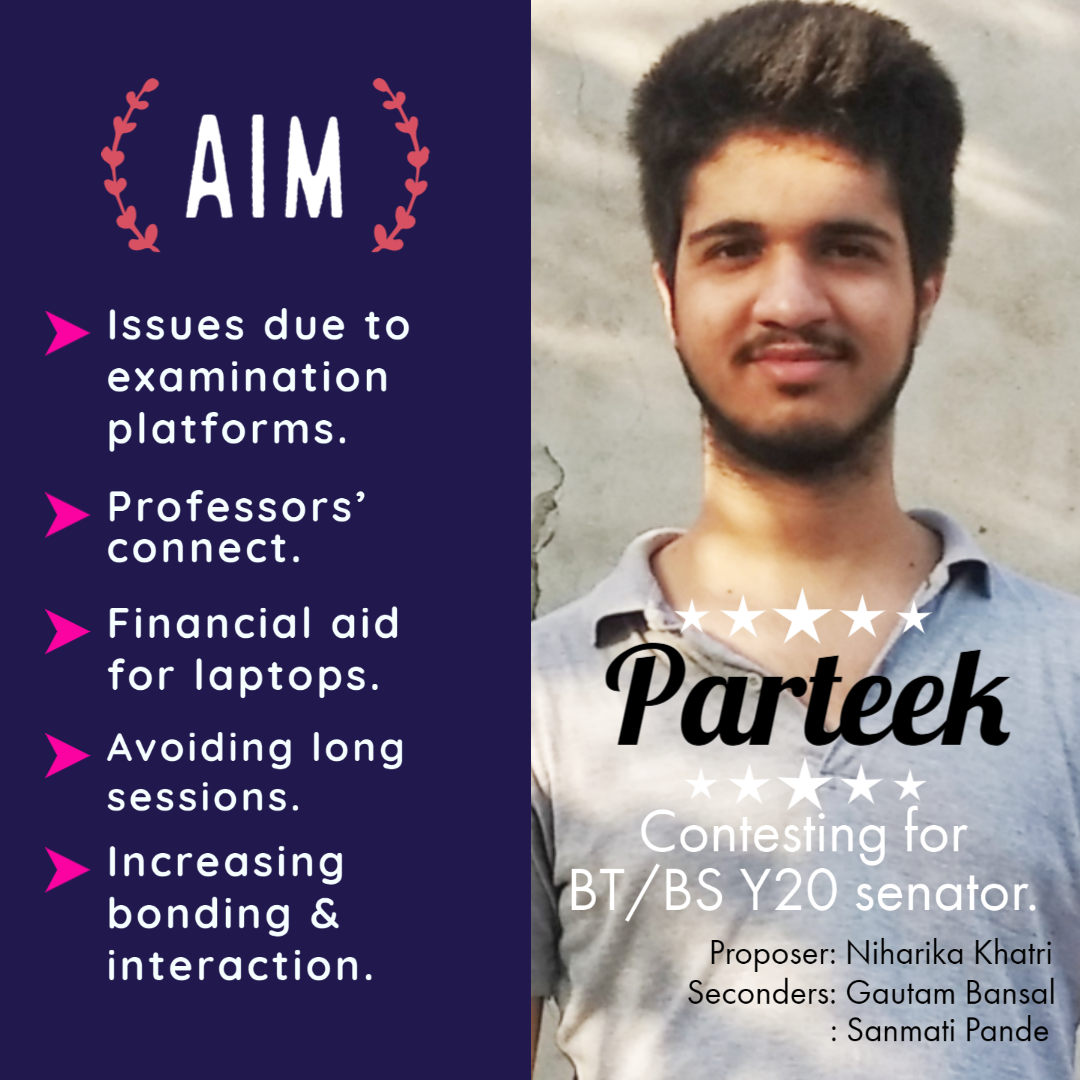 AIM
Issues due to
examination
platforms.
Professors’
connect.
Financial aid
for laptops.
Avoiding long
sessions.
Increasing
bonding &
interaction.
Parteek
Contesting for
BT/BS Y20 senator.
Proposer: Niharika Khatri
Seconders: Gautam Bansal
: Sanmati Pande